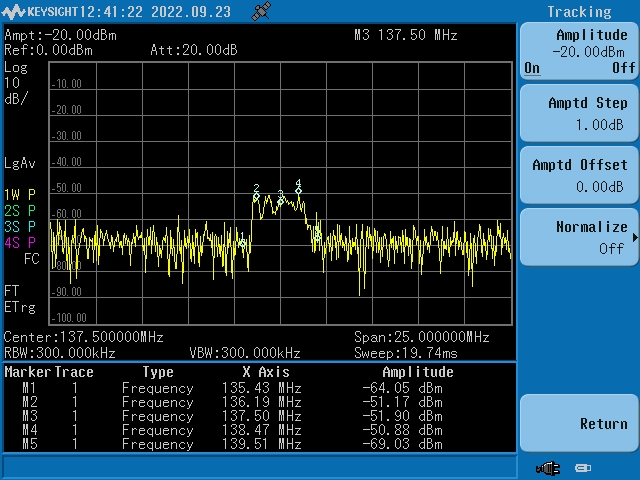 KEYSIGHT 12:41:22 2022.09.23
Tracking
Ampt:-20.00dBm
M3 137.50 MHz
Ref:0.00dBm Att:20.00dB
Log
10
dB/
LgAv
1W P
2S P
3S P
4S P
FC
FT
ETrg
-10.00
-20.00
-30.00
-40.00
-50.00
-60.00
-70.00
-80.00
-90.00
-100.00
2
3
4
Center:137.500000MHz Span:25.000000MHz
RBW:300.000kHz VBW:300.000kHz Sweep:19.74ms
Marker Trace Type X Axis Amplitude
M1 1 Frequency 135.43 MHz -64.05 dBm
M2 1 Frequency 136.19 MHz -51.17 dBm
M3 1 Frequency 137.50 MHz -51.90 dBm
M4 1 Frequency 138.47 MHz -50.88 dBm
M5 1 Frequency 139.51 MHz -69.03 dBm
Amplitude
-20.00dBm
On Off
Amptd Step
1.00dB
Amptd Offset
0.00dB
Normalize
Off
Return